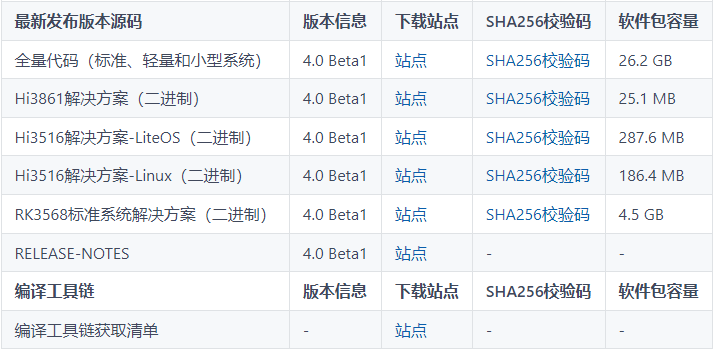 最新发布版本源码 版本信息 下载站点 SHA256校验码 软件包容量
全量代码（标准、轻量和小型系统） 4.0 Beta1 站点 SHA256校验码 26.2 GB
Hi3861解决方案（二进制） 4.0 Beta1 站点 SHA256校验码 25.1 MB
Hi3516解决方案-LiteOS（二进制） 4.0 Beta1 站点 SHA256校验码 287.6 MB
Hi3516解决方案-Linux（二进制） 4.0 Beta1 站点 SHA256校验码 186.4 MB
RK3568标准系统解决方案（二进制） 4.0 Beta1 站点 SHA256校验码 4.5 GB
RELEASE-NOTES 4.0 Beta1 站点 - -
编译工具链 版本信息 下载站点 SHA256校验码 软件包容量
编译工具链获取清单 - 站点 - -